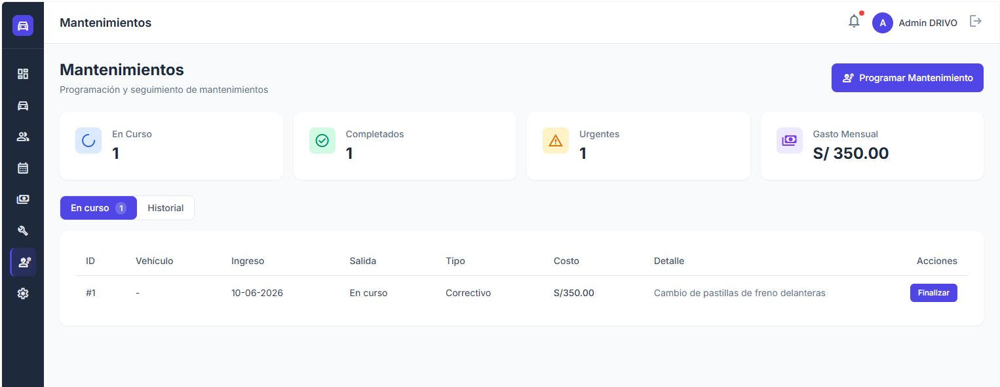 Mantenimientos
A Admin DRIVO
Mantenimientos
Programación y seguimiento de mantenimientos
Programar Mantenimiento
En Curso
1
Completados
1
Urgentes
1
Gasto Mensual
S/ 350.00
En curso 1 Historial
ID Vehículo Ingreso Salida Tipo Costo Detalle Acciones
#1 - 10-06-2026 En curso Correctivo S/350.00 Cambio de pastillas de freno delanteras Finalizar